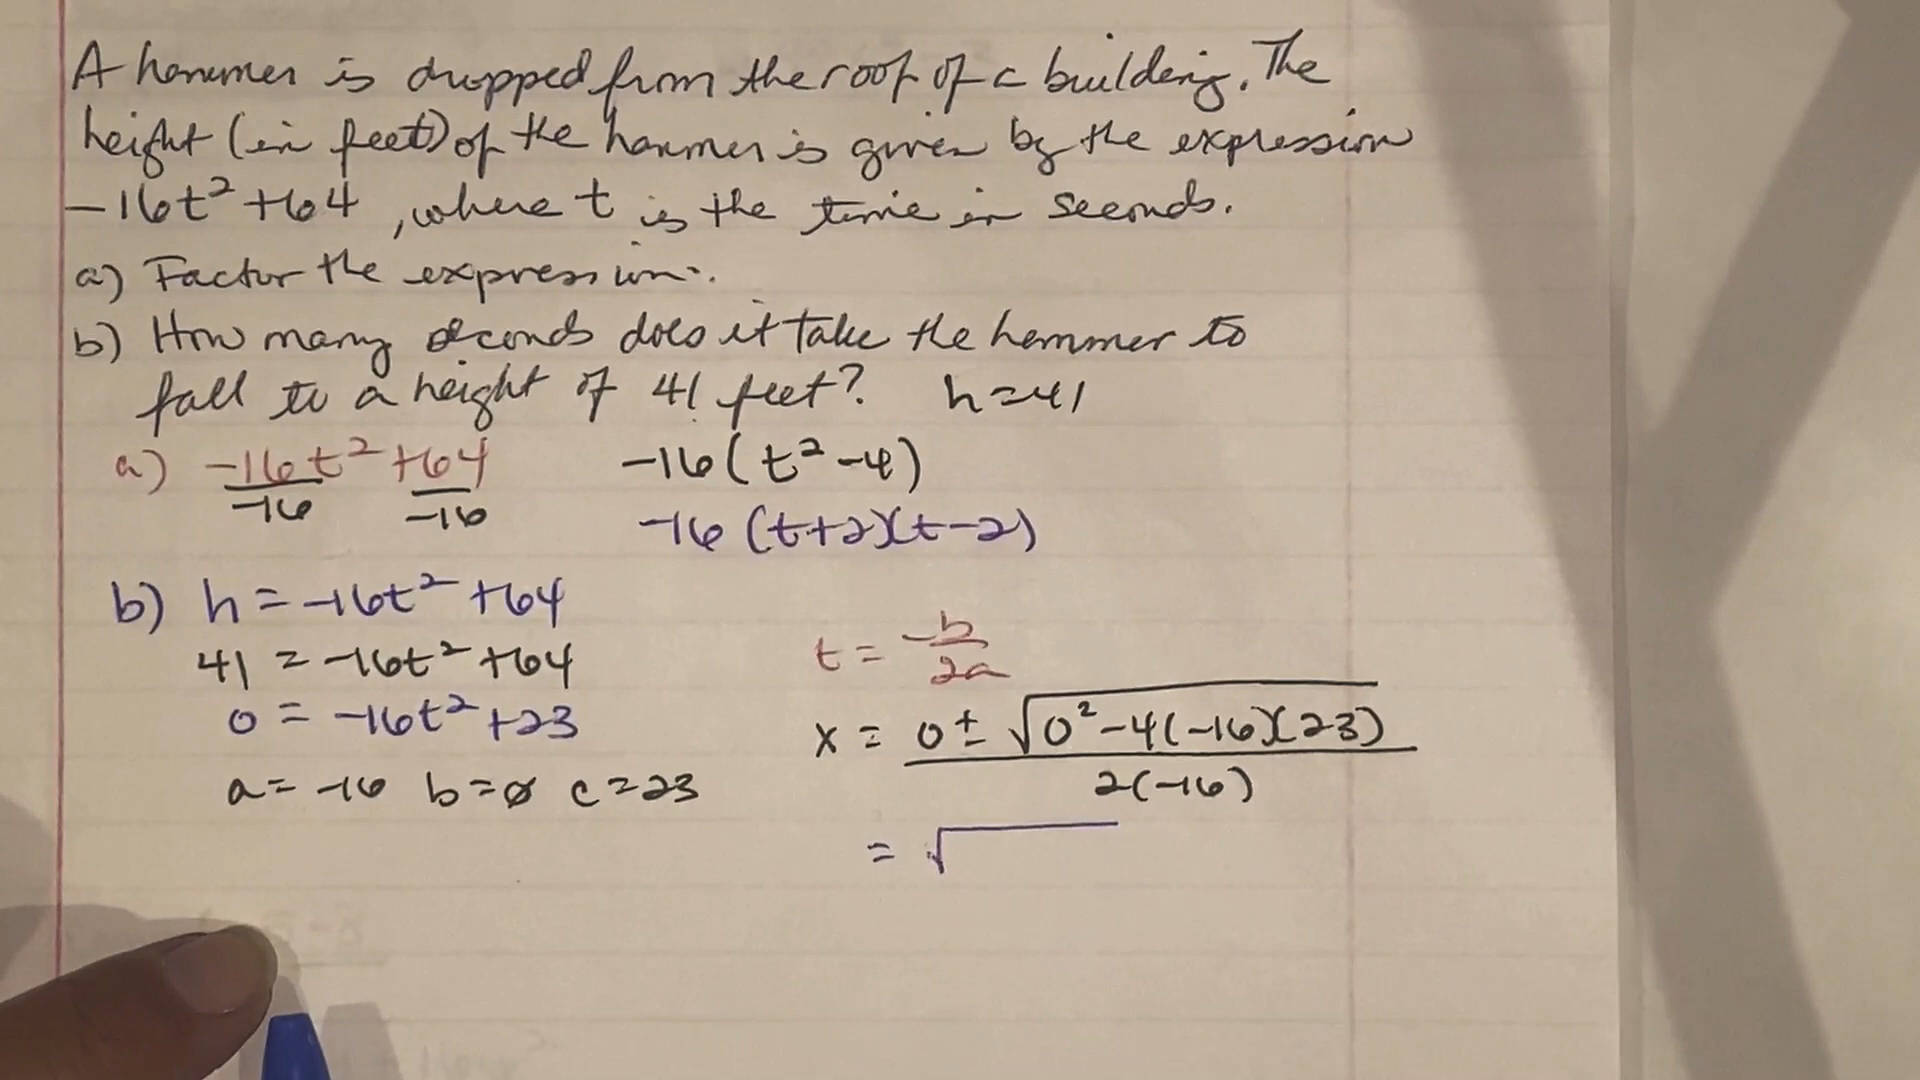 A hammer is dropped from the roof of a building. The
height (in feet) of the hammer is given by the expression
-16t² + 64, where t is the time in seconds.
a) Factor the expression.
b) How many seconds does it take the hammer to
fall to a height of 41 feet? h = 41
a) -16t² + 64 -16(t² - 4)
-16 -16 -16(t+2)(t-2)
b) h = -16t² + 64
41 = -16t² + 64 t = -b/2a
0 = -16t² + 23 x = 0 ± √0² - 4(-16)(23)
a = -16 b = 0 c = 23 2(-16)
= √